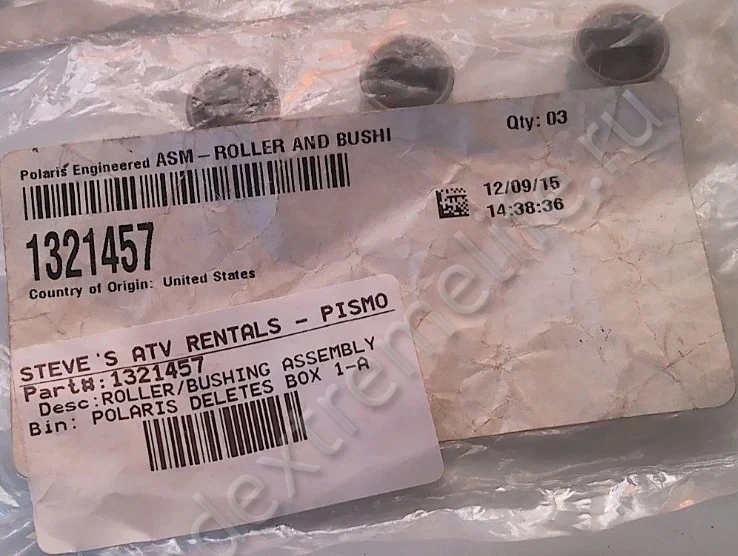 Polaris Engineered ASM-ROLLER AND BUSHI
Qty: 03
12/09/15
14:38:36
1321457
Country of Origin: United States
STEVE'S ATV RENTALS - PISMO
Part#:1321457
Desc:ROLLER/BUSHING ASSEMBLY
Bin: POLARIS DELETES BOX 1-A
dextremelife.ru